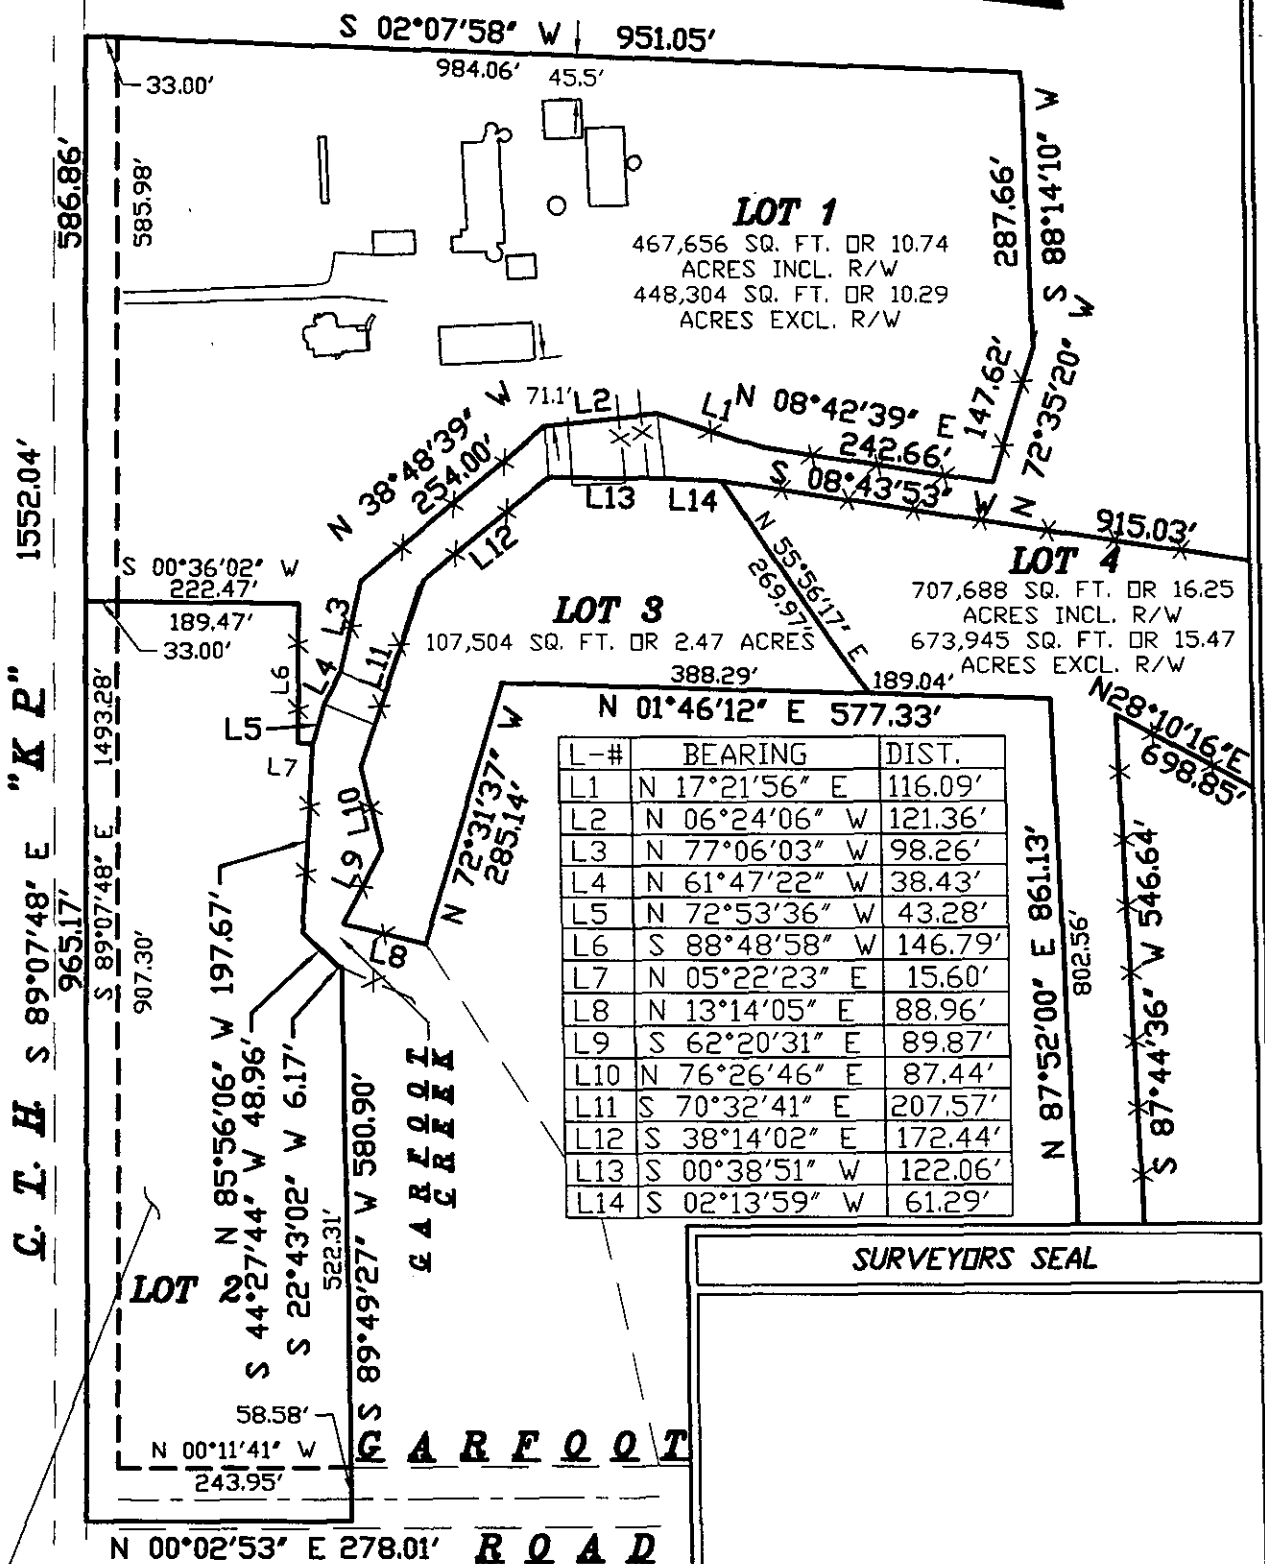 S 02°07'58" W 951.05'
984.06'
45.5'
33.00'
586.86'
585.98'
LOT 1
467,656 SQ. FT. OR 10.74
ACRES INCL. R/W
448,304 SQ. FT. OR 10.29
ACRES EXCL. R/W
287.66'
S 88°14'10" W
147.62'
N 72°35'20" W
71.1'
L2
L1
N 08°42'39" E
242.66'
N 38°48'39" W
254.00'
L13
L14
S 08°43'53" W
915.03'
L12
N 55°56'17" E
269.97'
LOT 4
707,688 SQ. FT. OR 16.25
ACRES INCL. R/W
673,945 SQ. FT. OR 15.47
ACRES EXCL. R/W
1552.04'
S 00°36'02" W
222.47'
189.47'
33.00'
L3
L11
L4
L6
L5
L7
LOT 3
107,504 SQ. FT. OR 2.47 ACRES
388.29'
189.04'
N 01°46'12" E 577.33'
N28°10'16"E
698.85'
L-# BEARING DIST.
L1 N 17°21'56" E 116.09'
L2 N 06°24'06" W 121.36'
L3 N 77°06'03" W 98.26'
L4 N 61°47'22" W 38.43'
L5 N 72°53'36" W 43.28'
L6 S 88°48'58" W 146.79'
L7 N 05°22'23" E 15.60'
L8 N 13°14'05" E 88.96'
L9 S 62°20'31" E 89.87'
L10 N 76°26'46" E 87.44'
L11 S 70°32'41" E 207.57'
L12 S 38°14'02" E 172.44'
L13 S 00°38'51" W 122.06'
L14 S 02°13'59" W 61.29'
C. T. H. "K P"
S 89°07'48" E
965.17'
S 89°07'48" E 1493.28'
907.30'
L10
L9
L8
N 72°31'37" W
285.14'
N 85°56'06" W 197.67'
S 44°27'44" W 48.96'
S 22°43'02" W 6.17'
522.31'
S 89°49'27" W 580.90'
GARFOOT
CREEK
N 87°52'00" E 861.13'
802.56'
S 87°44'36" W 546.64'
LOT 2
58.58'
N 00°11'41" W
243.95'
GARFOOT
ROAD
N 00°02'53" E 278.01'
SURVEYORS SEAL